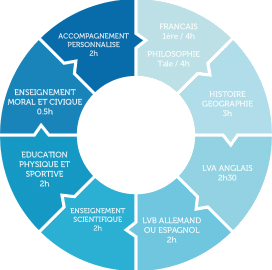 FRANCAIS
1ère / 4h
PHILOSOPHIE
Tale / 4h
HISTOIRE
GEOGRAPHIE
3h
LVA ANGLAIS
2h30
LVB ALLEMAND
OU ESPAGNOL
2h
ENSEIGNEMENT
SCIENTIFIQUE
2h
EDUCATION
PHYSIQUE ET
SPORTIVE
2h
ENSEIGNEMENT
MORAL ET CIVIQUE
0.5h
ACCOMPAGNEMENT
PERSONNALISE
2h